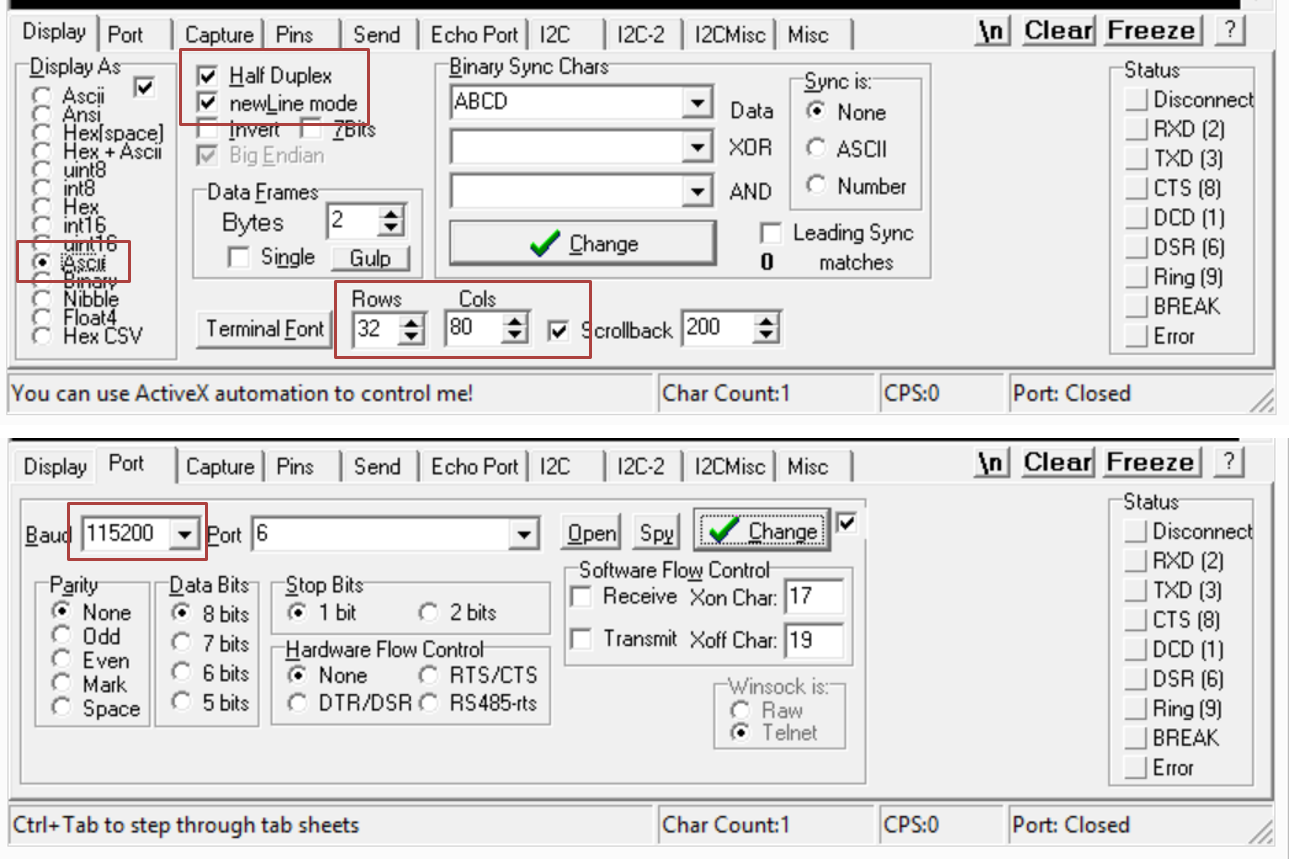 Display Port Capture Pins Send Echo Port I2C I2C-2 I2CMisc Misc \n Clear Freeze ?
Display As
Ascii
Ansi
Hex[space]
Hex + Ascii
uint8
int8
Hex
int16
uint16
Ascii
Binary
Nibble
Float4
Hex CSV
Half Duplex
newLine mode
Invert 7Bits
Big Endian
Data Frames
Bytes 2
Single Gulp
Terminal Font
Rows Cols
32 80 Scrollback 200
Binary Sync Chars
ABCD Data
XOR
AND
Change
Sync is:
None
ASCII
Number
Leading Sync
0 matches
Status
Disconnect
RXD (2)
TXD (3)
CTS (8)
DCD (1)
DSR (6)
Ring (9)
BREAK
Error
You can use ActiveX automation to control me! Char Count:1 CPS:0 Port: Closed
Display Port Capture Pins Send Echo Port I2C I2C-2 I2CMisc Misc \n Clear Freeze ?
Baud 115200 Port 6 Open Spy Change
Parity
None
Odd
Even
Mark
Space
Data Bits
8 bits
7 bits
6 bits
5 bits
Stop Bits
1 bit 2 bits
Hardware Flow Control
None RTS/CTS
DTR/DSR RS485-rts
Software Flow Control
Receive Xon Char: 17
Transmit Xoff Char: 19
Winsock is:
Raw
Telnet
Status
Disconnect
RXD (2)
TXD (3)
CTS (8)
DCD (1)
DSR (6)
Ring (9)
BREAK
Error
Ctrl+Tab to step through tab sheets Char Count:1 CPS:0 Port: Closed